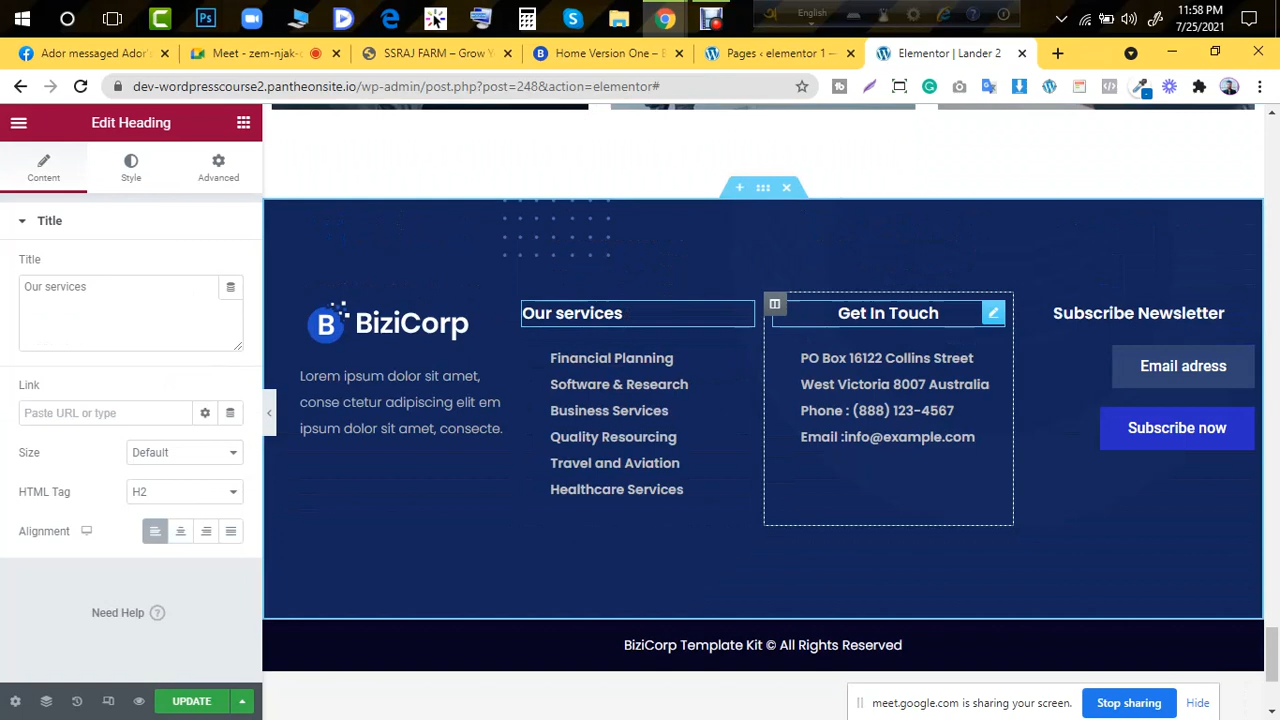 English
11:58 PM
7/25/2021
Ador messaged Ador's
Meet - zem-njak-
SSRAJ FARM – Grow Y
Home Version One – E
Pages ‹ elementor 1 —
Elementor | Lander 2
dev-wordpresscourse2.pantheonsite.io/wp-admin/post.php?post=248&action=elementor#
Edit Heading
Content
Style
Advanced
Title
Title
Our services
Link
Paste URL or type
Size
Default
HTML Tag
H2
Alignment
Need Help ?
UPDATE
B BiziCorp
Lorem ipsum dolor sit amet,
conse ctetur adipiscing elit em
ipsum dolor sit amet, consecte.
Our services
Financial Planning
Software & Research
Business Services
Quality Resourcing
Travel and Aviation
Healthcare Services
Get In Touch
PO Box 16122 Collins Street
West Victoria 8007 Australia
Phone : (888) 123-4567
Email :info@example.com
Subscribe Newsletter
Email adress
Subscribe now
BiziCorp Template Kit © All Rights Reserved
meet.google.com is sharing your screen.
Stop sharing
Hide